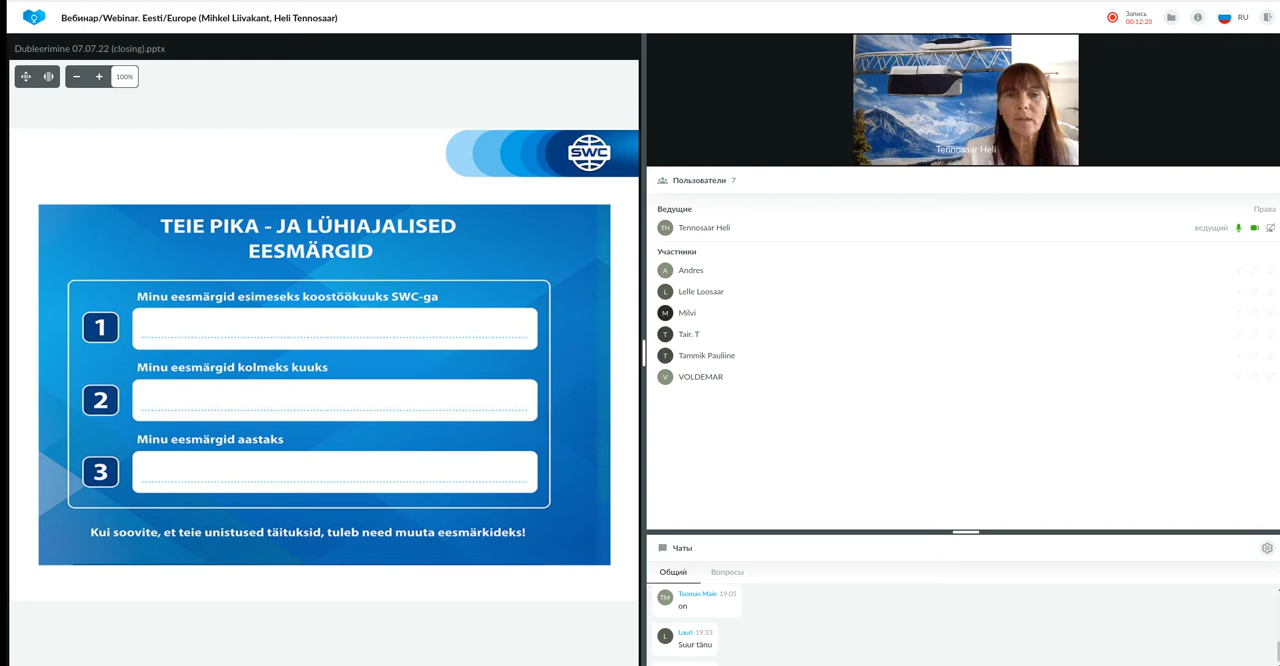 Вебинар/Webinar. Eesti/Europe (Mihkel Liivakant, Heli Tennosaar)
Запись
00:12:20
RU
Dubleerimine 07.07.22 (closing).pptx
100%
SWC
TEIE PIKA - JA LÜHIAJALISED
EESMÄRGID
Minu eesmärgid esimeseks koostöökuuks SWC-ga
1
Minu eesmärgid kolmeks kuuks
2
Minu eesmärgid aastaks
3
Kui soovite, et teie unistused täituksid, tuleb need muuta eesmärkideks!
Tennosaar Heli
Пользователи 7
Ведущие Права
TH Tennosaar Heli ведущий
Участники
A Andres
L Lelle Loosaar
M Milvi
T Tair. T
T Tammik Pauliine
V VOLDEMAR
Чаты
Общий Вопросы
TM Tuomas Maie 19:05
on
L Lauri 19:33
Suur tänu